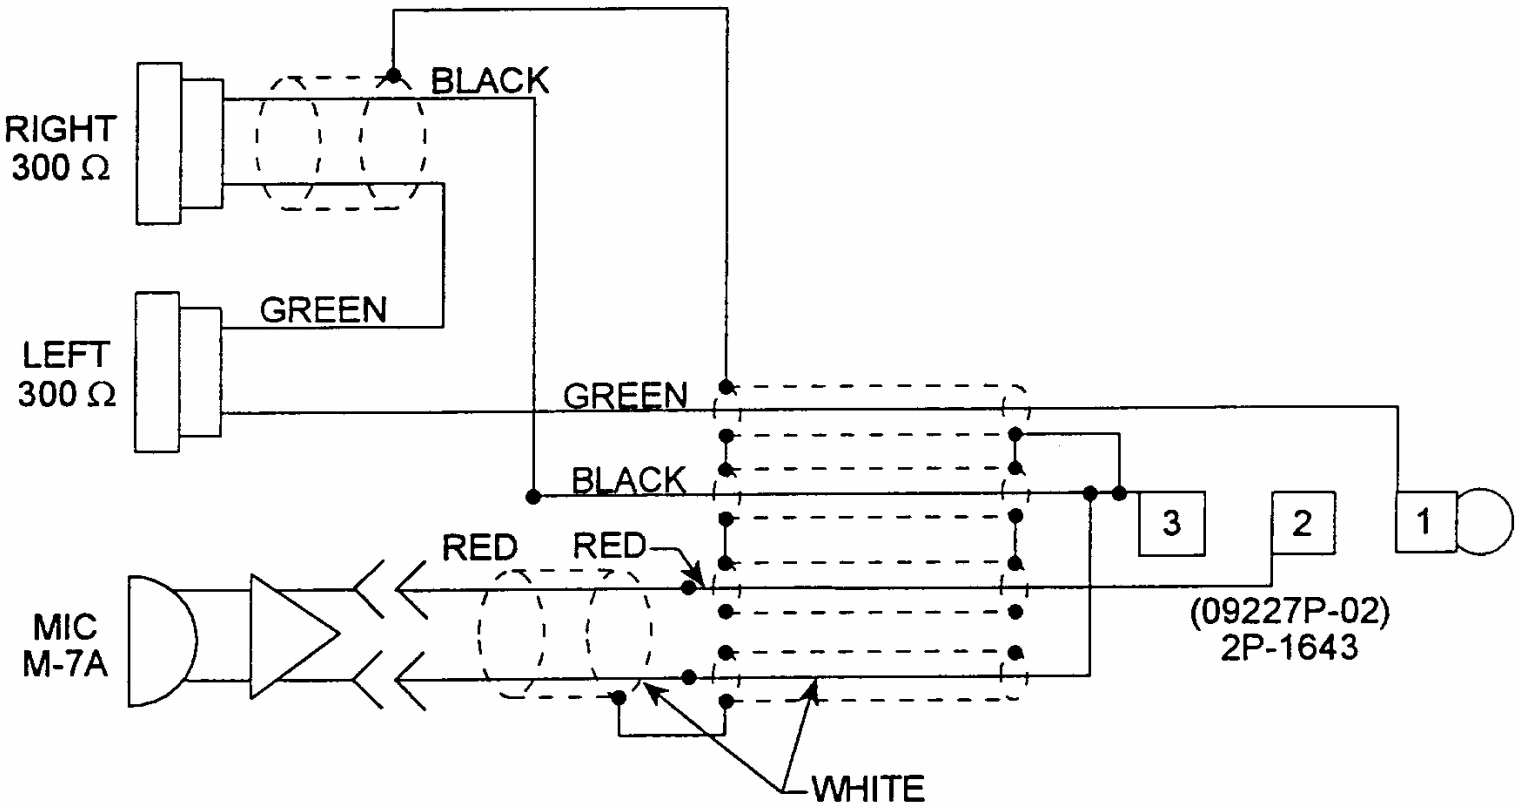 BLACK
RIGHT
300 Ω
GREEN
LEFT
300 Ω
GREEN
BLACK
3
2
1
RED
RED
(09227P-02)
2P-1643
MIC
M-7A
WHITE